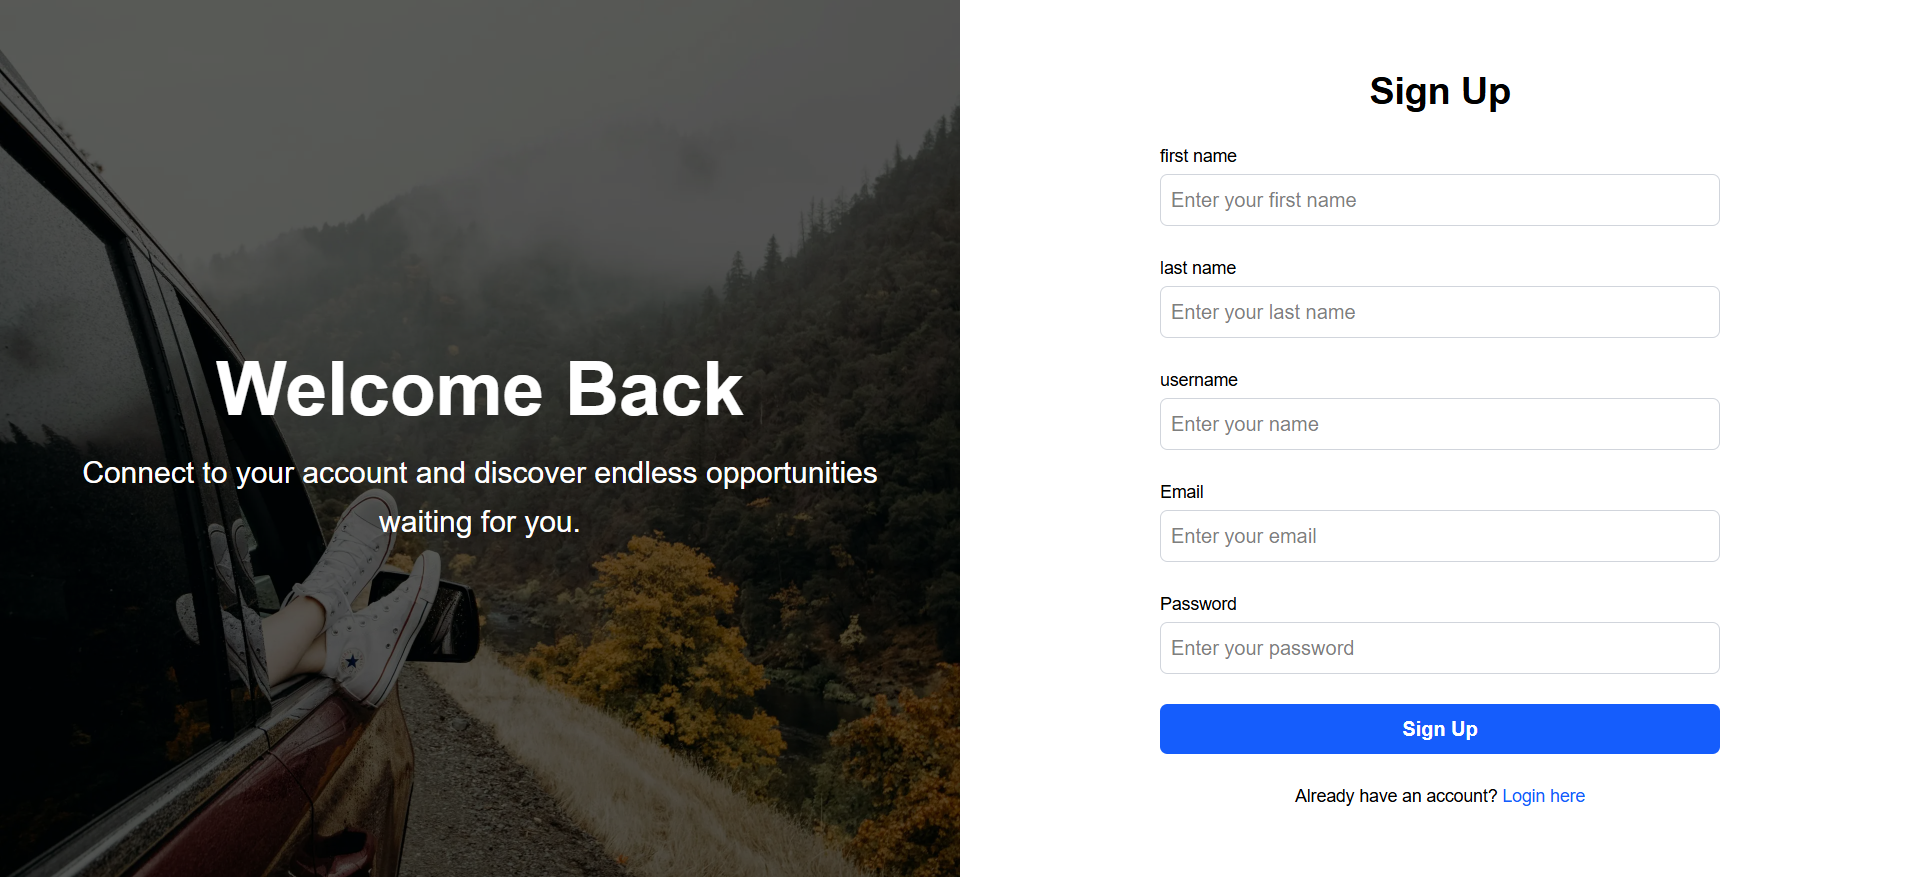 Welcome Back
Connect to your account and discover endless opportunities
waiting for you.
Sign Up
first name
Enter your first name
last name
Enter your last name
username
Enter your name
Email
Enter your email
Password
Enter your password
Sign Up
Already have an account? Login here